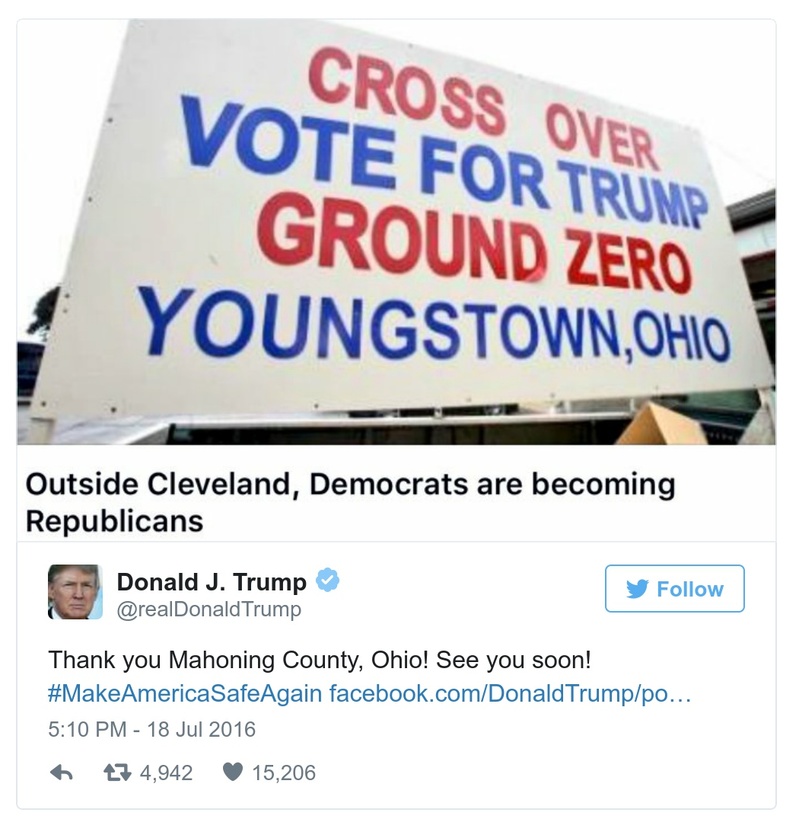 CROSS OVER
VOTE FOR TRUMP
GROUND ZERO
YOUNGSTOWN,OHIO
Outside Cleveland, Democrats are becoming
Republicans
Donald J. Trump
@realDonaldTrump
Follow
Thank you Mahoning County, Ohio! See you soon!
#MakeAmericaSafeAgain facebook.com/DonaldTrump/po…
5:10 PM - 18 Jul 2016
4,942 15,206